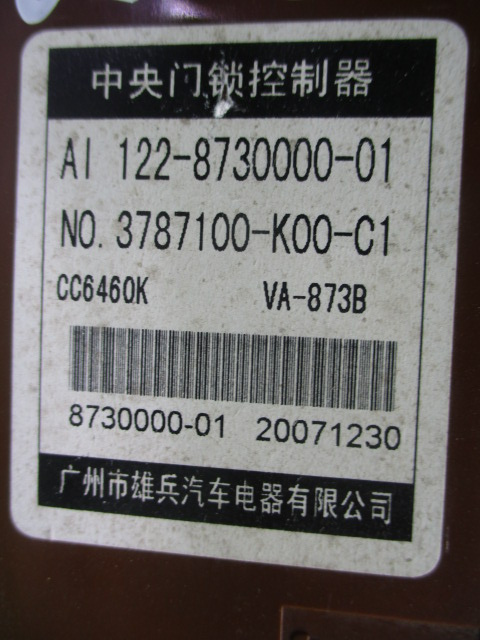 中央门锁控制器
AI 122-8730000-01
NO. 3787100-K00-C1
CC6460K VA-873B
8730000-01 20071230
广州市雄兵汽车电器有限公司